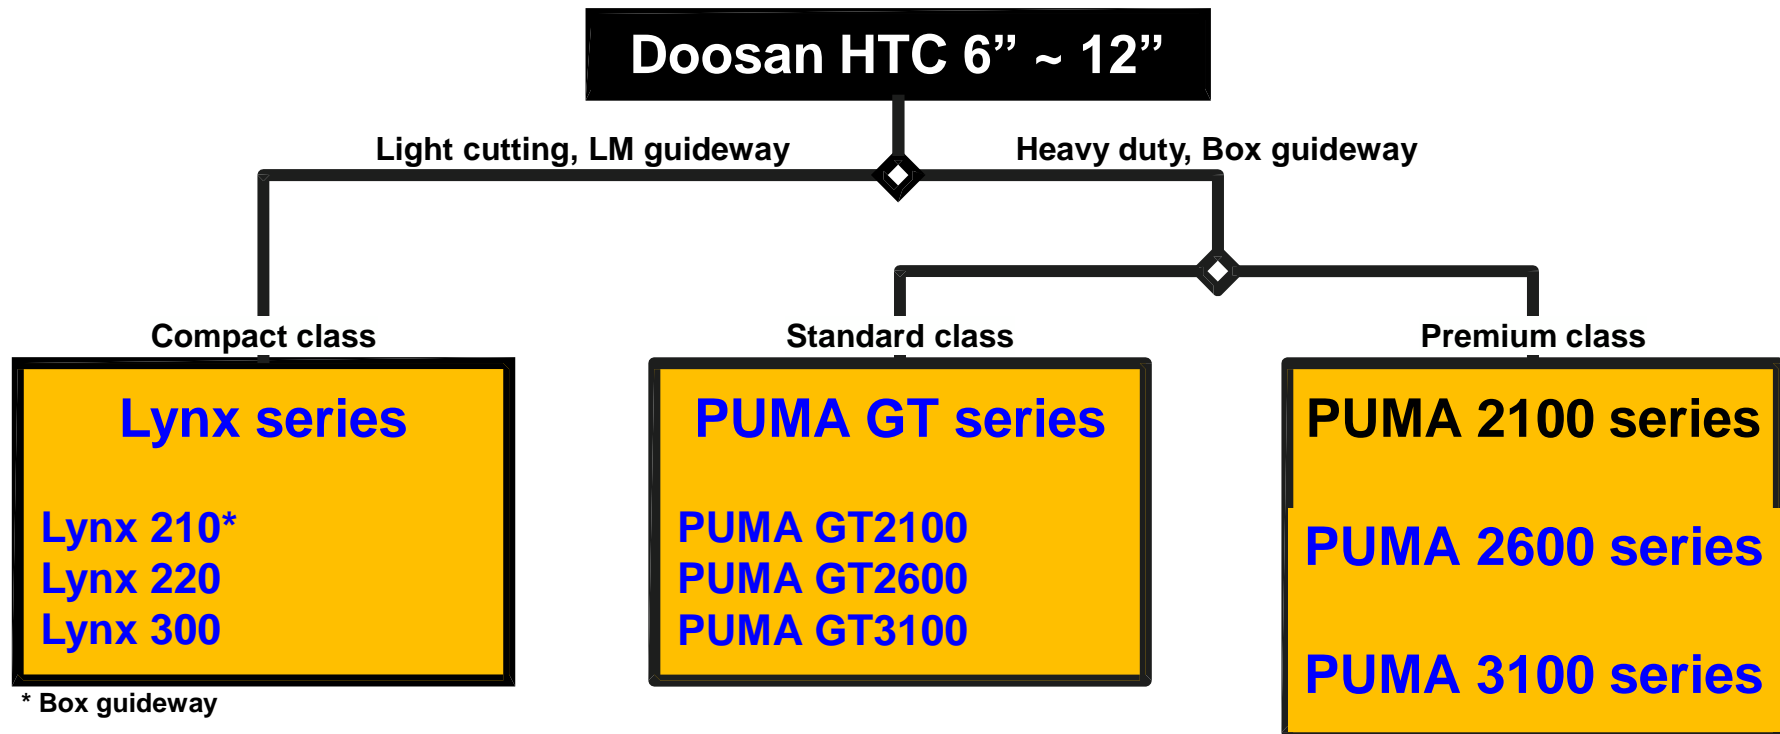 Doosan HTC 6” ~ 12”
Light cutting, LM guideway
Heavy duty, Box guideway
Compact class
Lynx series
Lynx 210*
Lynx 220
Lynx 300
* Box guideway
Standard class
PUMA GT series
PUMA GT2100
PUMA GT2600
PUMA GT3100
Premium class
PUMA 2100 series
PUMA 2600 series
PUMA 3100 series